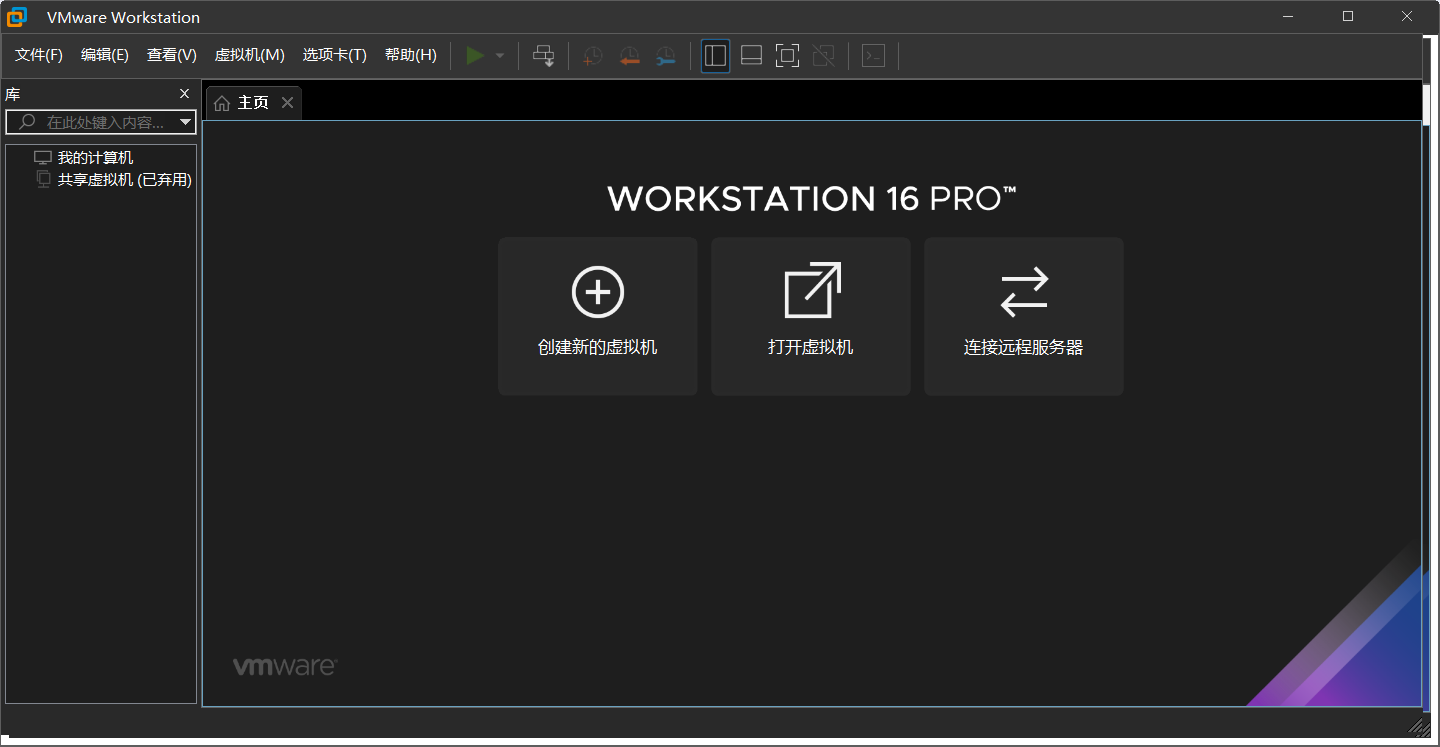 VMware Workstation
文件(F) 编辑(E) 查看(V) 虚拟机(M) 选项卡(T) 帮助(H)
库
主页
在此处键入内容...
我的计算机
共享虚拟机 (已弃用)
WORKSTATION 16 PRO™
创建新的虚拟机
打开虚拟机
连接远程服务器
vmware®